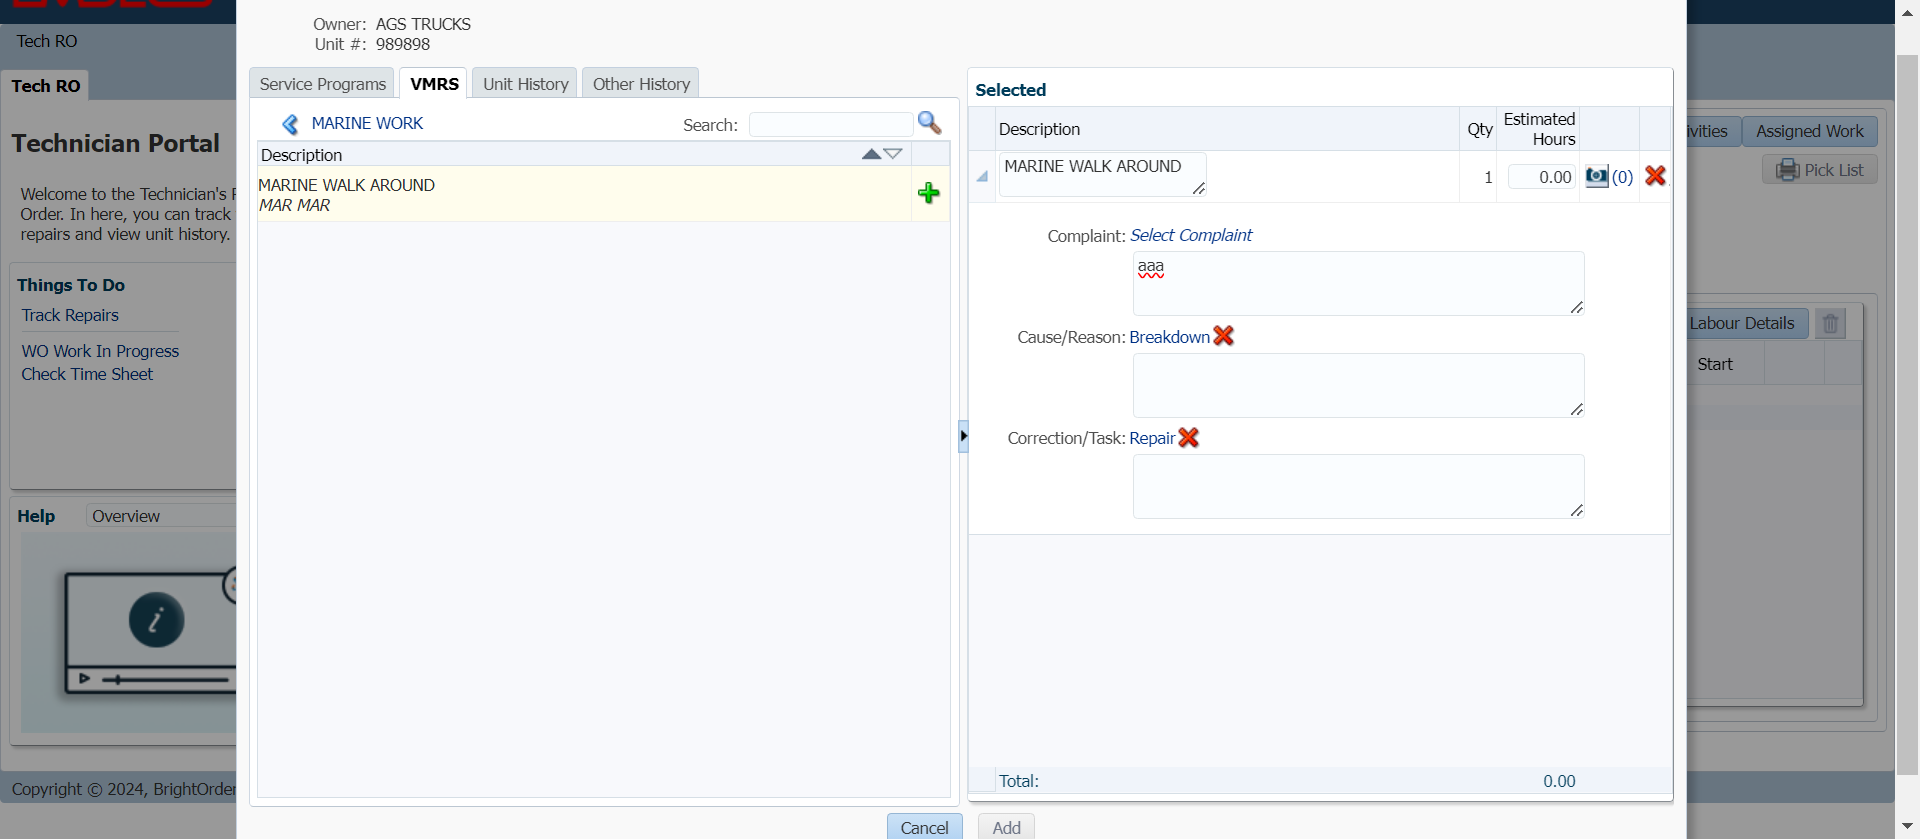 Owner: AGS TRUCKS
Unit #: 989898
Tech RO
Tech RO
Technician Portal
Welcome to the Technician's
Order. In here, you can track
repairs and view unit history.
Things To Do
Track Repairs
WO Work In Progress
Check Time Sheet
Help
Overview
i
Service Programs
VMRS
Unit History
Other History
MARINE WORK
Search:
Description
MARINE WALK AROUND
MAR MAR
Selected
Description
Qty
Estimated
Hours
MARINE WALK AROUND
1
0.00
(0)
Complaint: Select Complaint
aaa
Cause/Reason: Breakdown
Correction/Task: Repair
Total:
0.00
Assigned Work
Pick List
Labour Details
Start
Cancel
Add
Copyright © 2024, BrightOrder